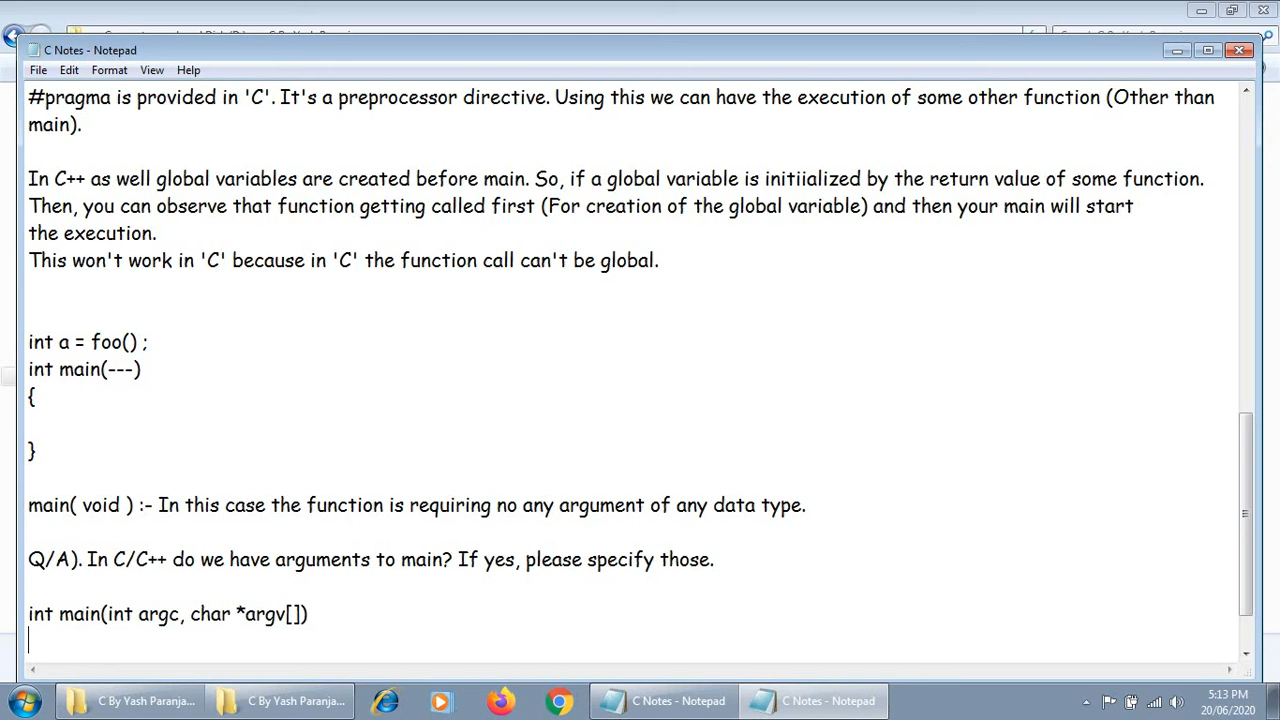 C Notes - Notepad
File Edit Format View Help
#pragma is provided in 'C'. It's a preprocessor directive. Using this we can have the execution of some other function (Other than
main).
In C++ as well global variables are created before main. So, if a global variable is initiialized by the return value of some function.
Then, you can observe that function getting called first (For creation of the global variable) and then your main will start
the execution.
This won't work in 'C' because in 'C' the function call can't be global.
int a = foo() ;
int main(---)
{
}
main( void ) :- In this case the function is requiring no any argument of any data type.
Q/A). In C/C++ do we have arguments to main? If yes, please specify those.
int main(int argc, char *argv[])
C By Yash Paranja... C By Yash Paranja... C Notes - Notepad C Notes - Notepad 5:13 PM
20/06/2020